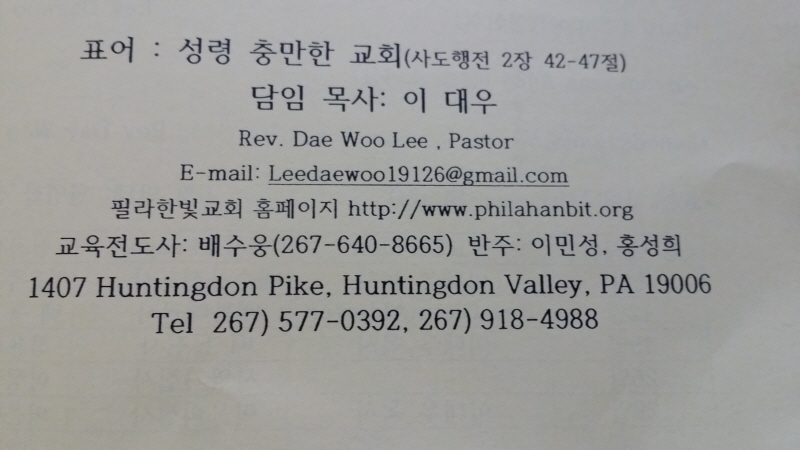 표어 : 성령 충만한 교회(사도행전 2장 42-47절)
담임 목사: 이 대우
Rev. Dae Woo Lee , Pastor
E-mail: Leedaewoo19126@gmail.com
필라한빛교회 홈페이지 http://www.philahanbit.org
교육전도사: 배수웅(267-640-8665) 반주: 이민성, 홍성희
1407 Huntingdon Pike, Huntingdon Valley, PA 19006
Tel 267) 577-0392, 267) 918-4988